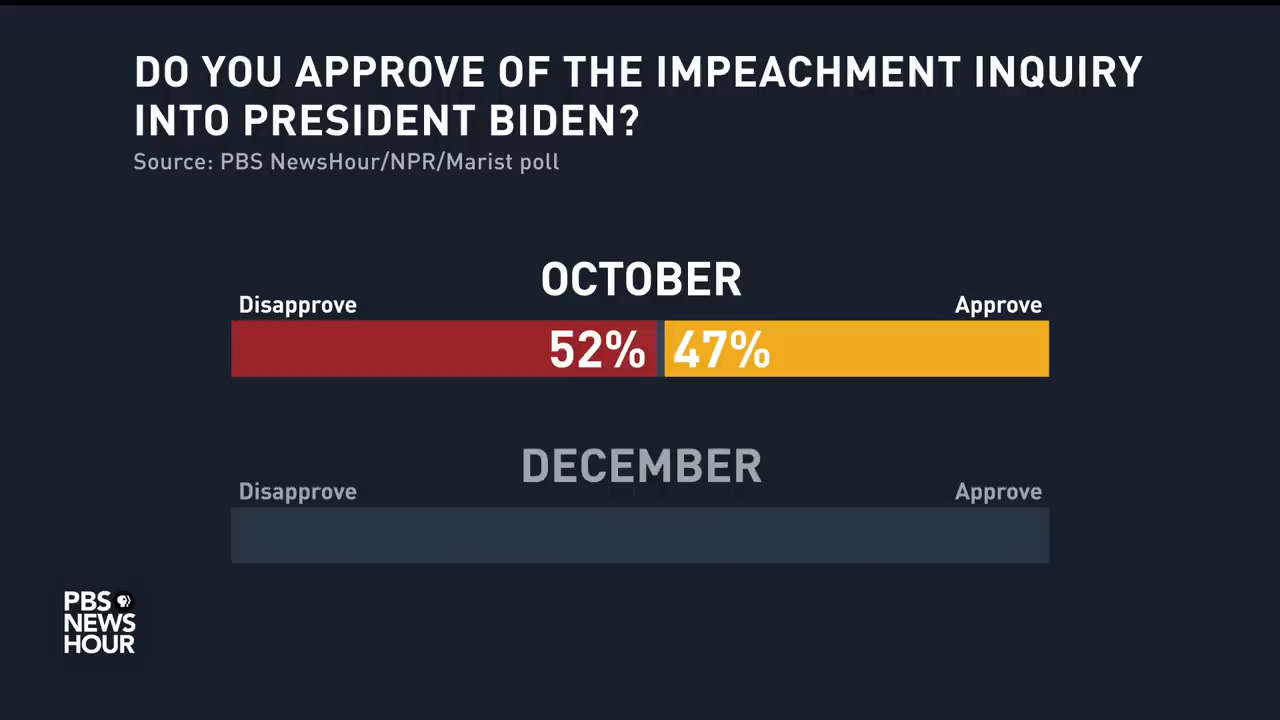 DO YOU APPROVE OF THE IMPEACHMENT INQUIRY
INTO PRESIDENT BIDEN?
Source: PBS NewsHour/NPR/Marist poll
OCTOBER
Disapprove Approve
52% 47%
DECEMBER
Disapprove Approve
PBS
NEWS
HOUR